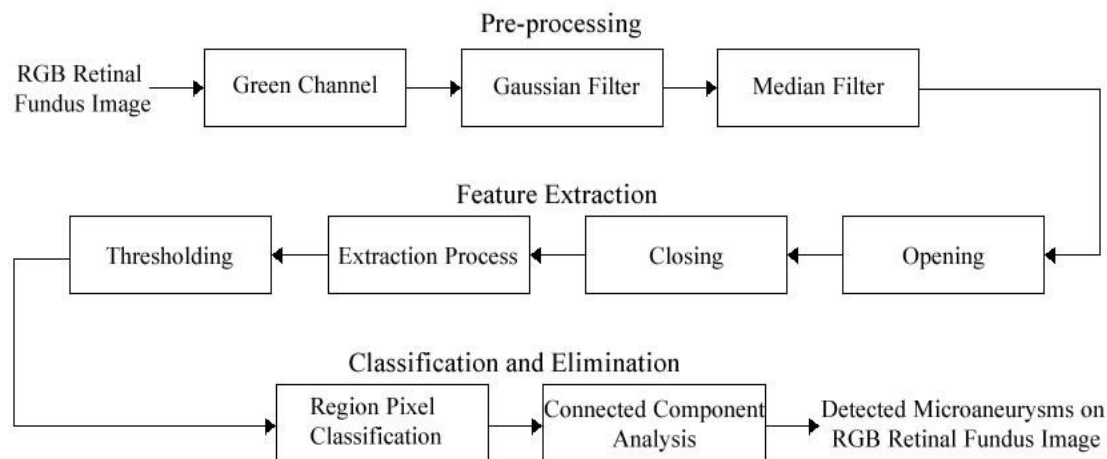 Pre-processing
RGB Retinal
Fundus Image
Green Channel
Gaussian Filter
Median Filter
Feature Extraction
Thresholding
Extraction Process
Closing
Opening
Classification and Elimination
Region Pixel
Classification
Connected Component
Analysis
Detected Microaneurysms on
RGB Retinal Fundus Image